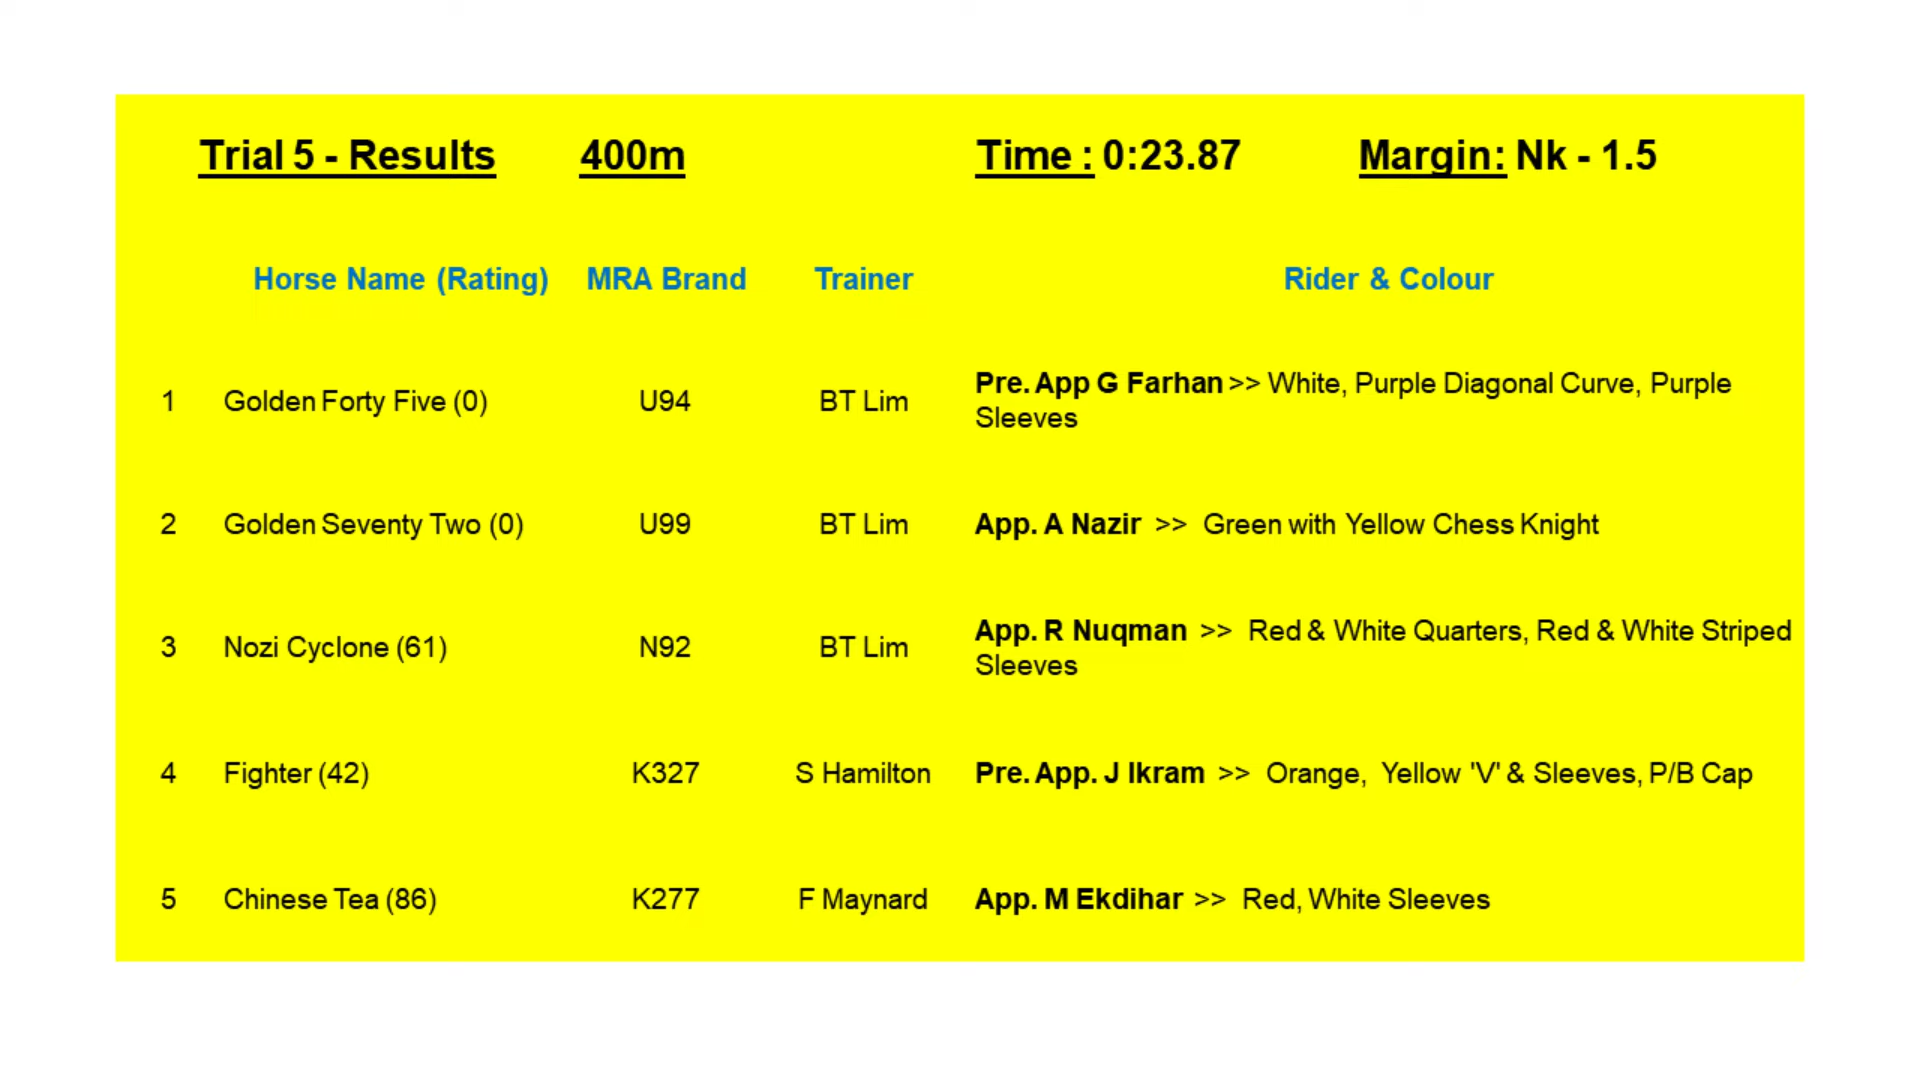 Trial 5 - Results 400m Time : 0:23.87 Margin: Nk - 1.5
Horse Name (Rating) MRA Brand Trainer Rider & Colour
1 Golden Forty Five (0) U94 BT Lim Pre. App G Farhan >> White, Purple Diagonal Curve, Purple
Sleeves
2 Golden Seventy Two (0) U99 BT Lim App. A Nazir >> Green with Yellow Chess Knight
3 Nozi Cyclone (61) N92 BT Lim App. R Nuqman >> Red & White Quarters, Red & White Striped
Sleeves
4 Fighter (42) K327 S Hamilton Pre. App. J Ikram >> Orange, Yellow 'V' & Sleeves, P/B Cap
5 Chinese Tea (86) K277 F Maynard App. M Ekdihar >> Red, White Sleeves